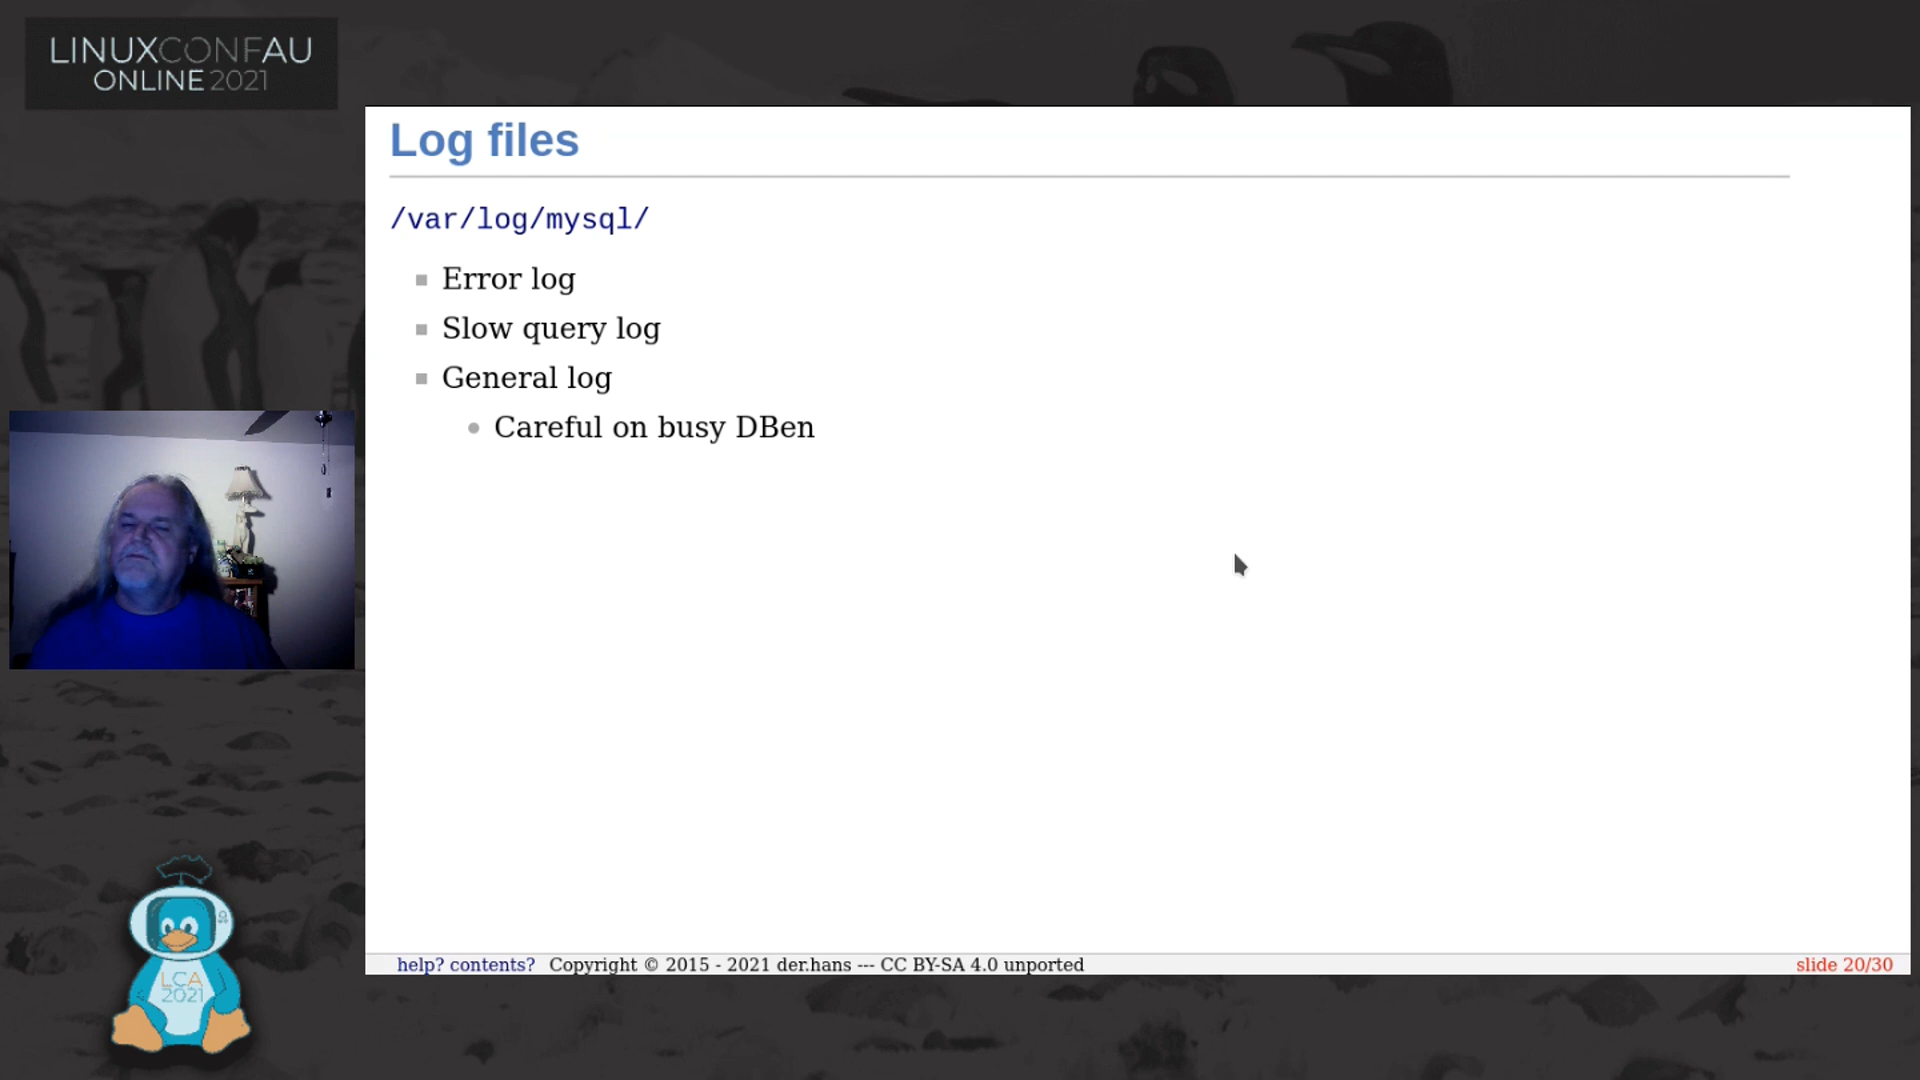 LINUXCONFAU
ONLINE 2021
Log files
/var/log/mysql/
Error log
Slow query log
General log
Careful on busy DBen
LCA
2021
help? contents? Copyright © 2015 - 2021 der.hans --- CC BY-SA 4.0 unported
slide 20/30